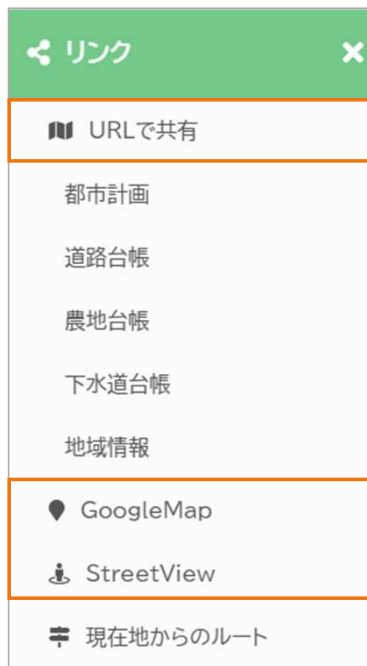 リンク
URLで共有
都市計画
道路台帳
農地台帳
下水道台帳
地域情報
GoogleMap
StreetView
現在地からのルート